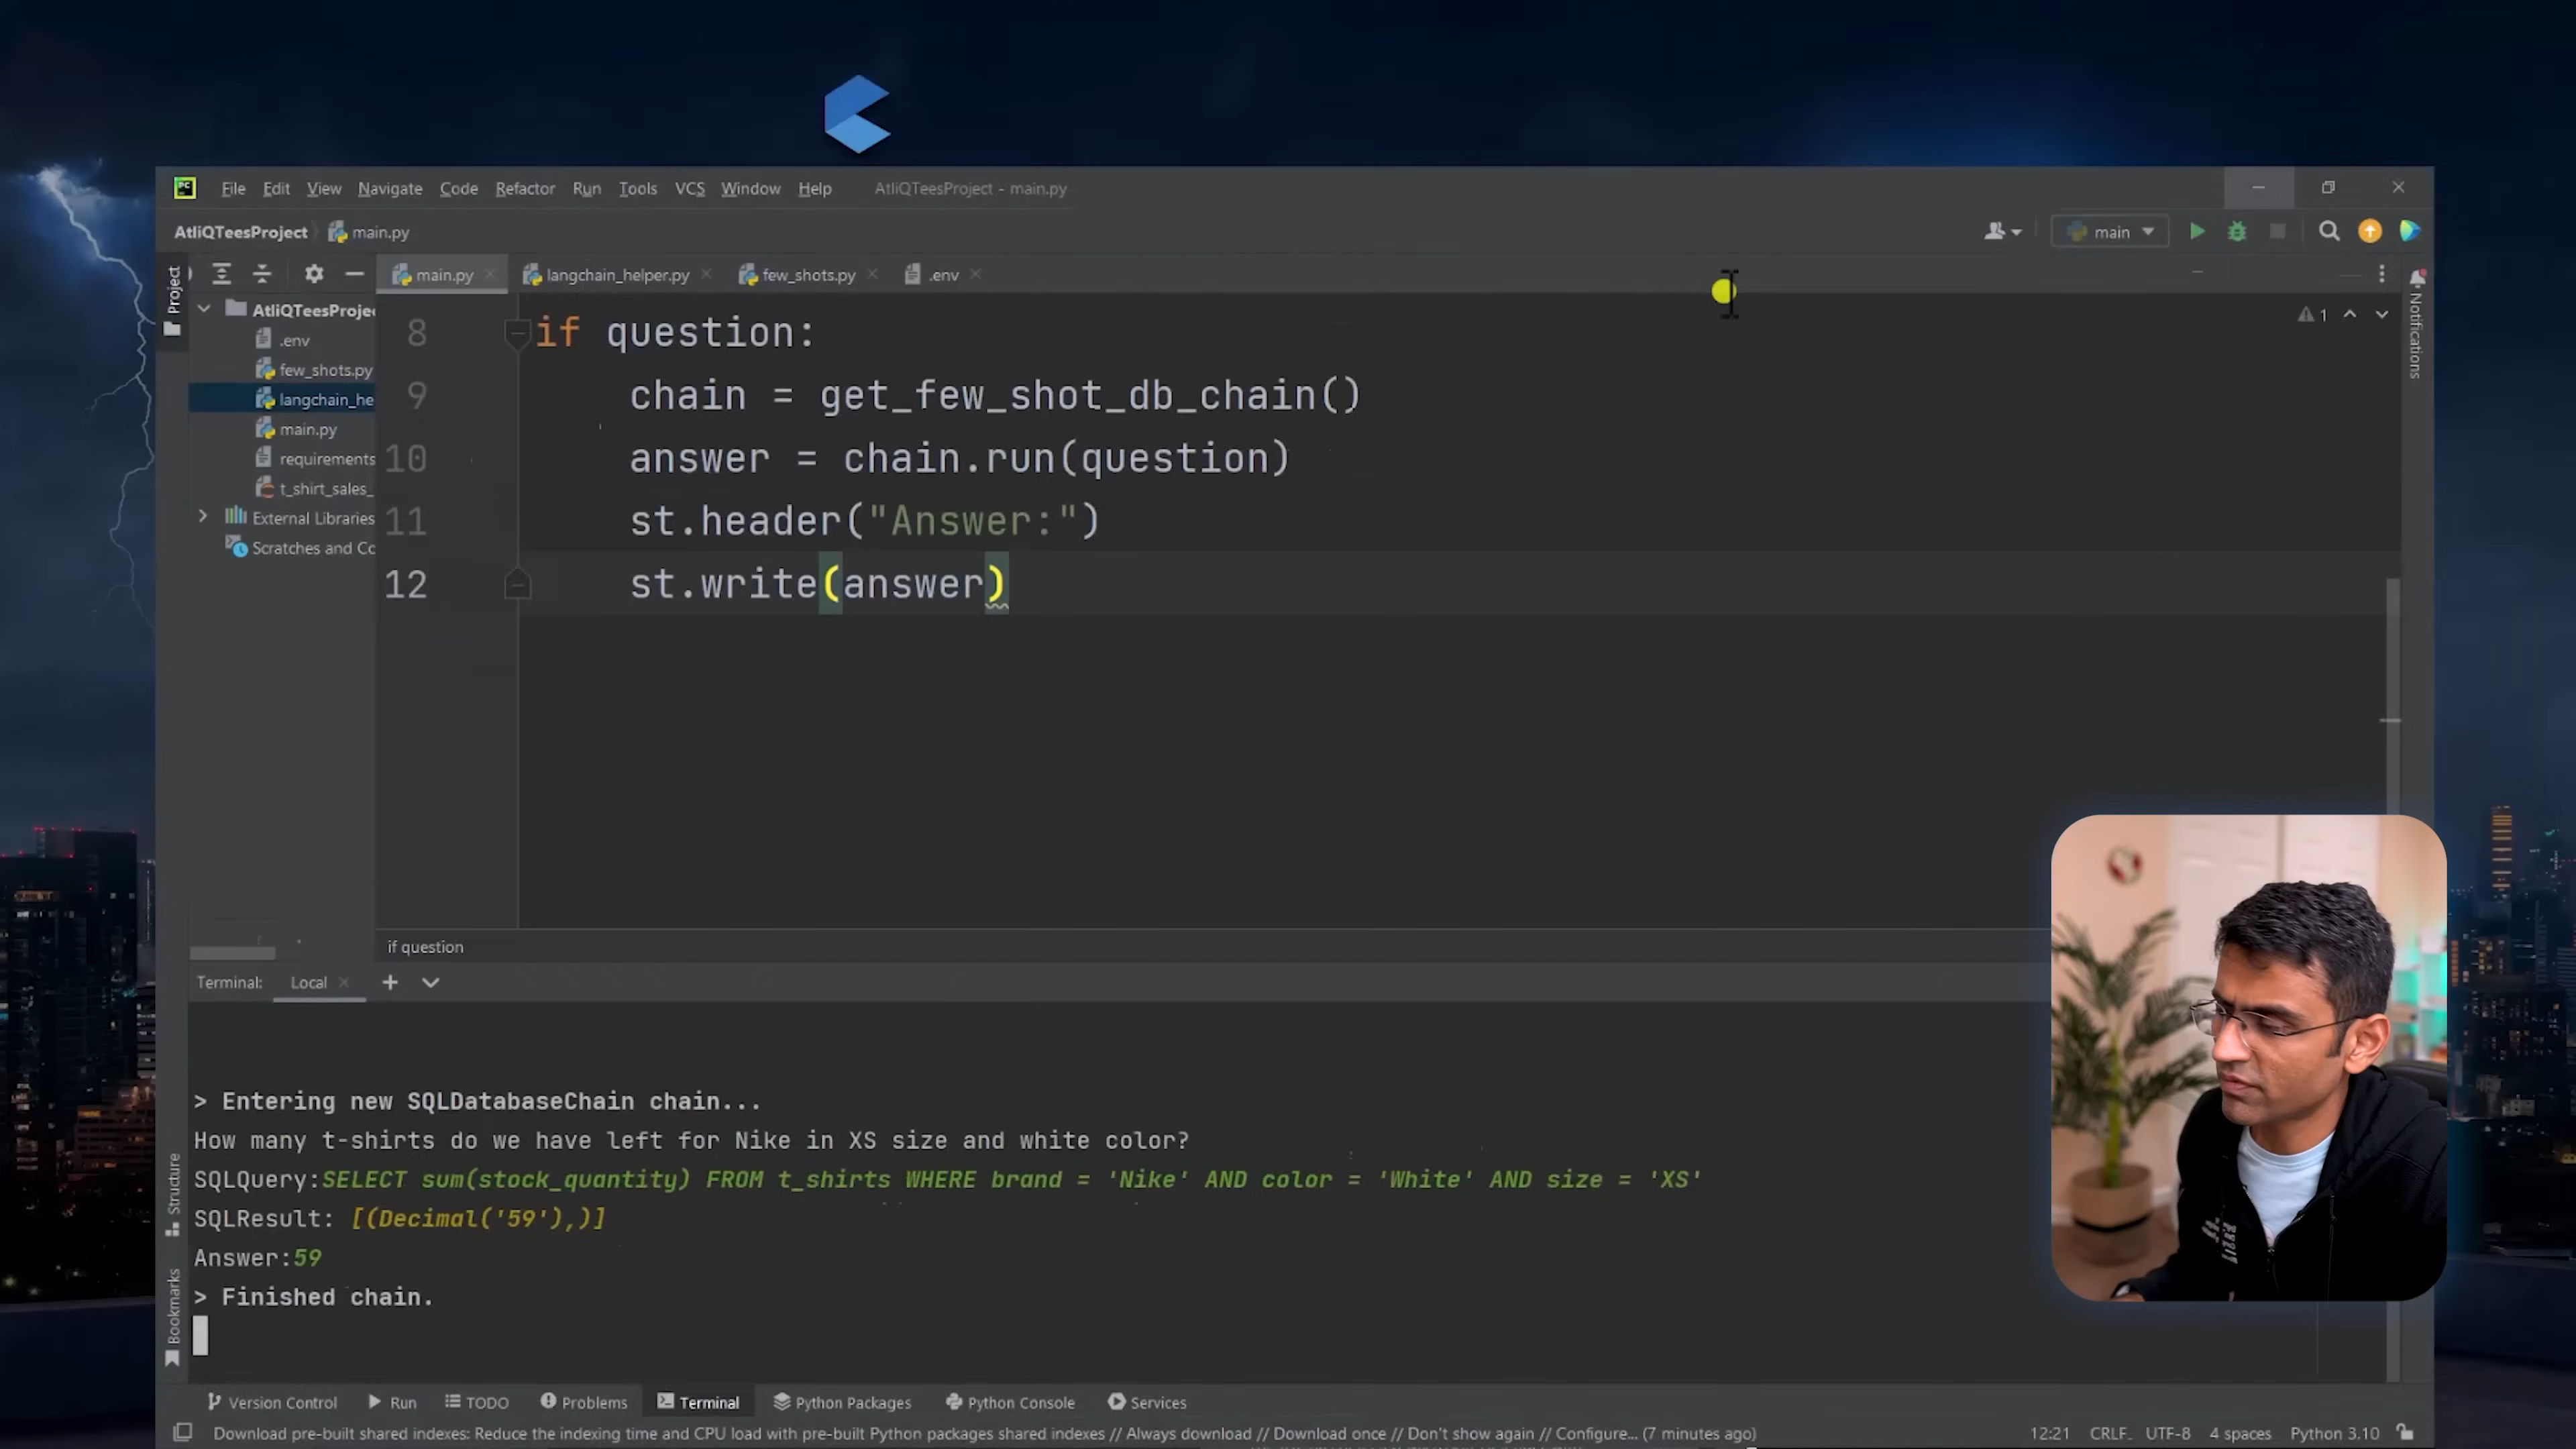 File Edit View Navigate Code Refactor Run Tools VCS Window Help AtliQTeesProject - main.py
AtliQTeesProject main.py
main
Project
main.py langchain_helper.py few_shots.py .env
AtliQTeesProje
.env
few_shots.py
langchain_he
main.py
requirements
t_shirt_sales_
External Libraries
Scratches and Co
8 if question:
9 chain = get_few_shot_db_chain()
10 answer = chain.run(question)
11 st.header("Answer:")
12 st.write(answer)
1
Notifications
if question
Terminal: Local
> Entering new SQLDatabaseChain chain...
How many t-shirts do we have left for Nike in XS size and white color?
SQLQuery:SELECT sum(stock_quantity) FROM t_shirts WHERE brand = 'Nike' AND color = 'White' AND size = 'XS'
SQLResult: [(Decimal('59'),)]
Answer:59
> Finished chain.
Structure
Bookmarks
Version Control Run TODO Problems Terminal Python Packages Python Console Services
Download pre-built shared indexes: Reduce the indexing time and CPU load with pre-built Python packages shared indexes // Always download // Download once // Don't show again // Configure... (7 minutes ago) 12:21 CRLF UTF-8 4 spaces Python 3.10